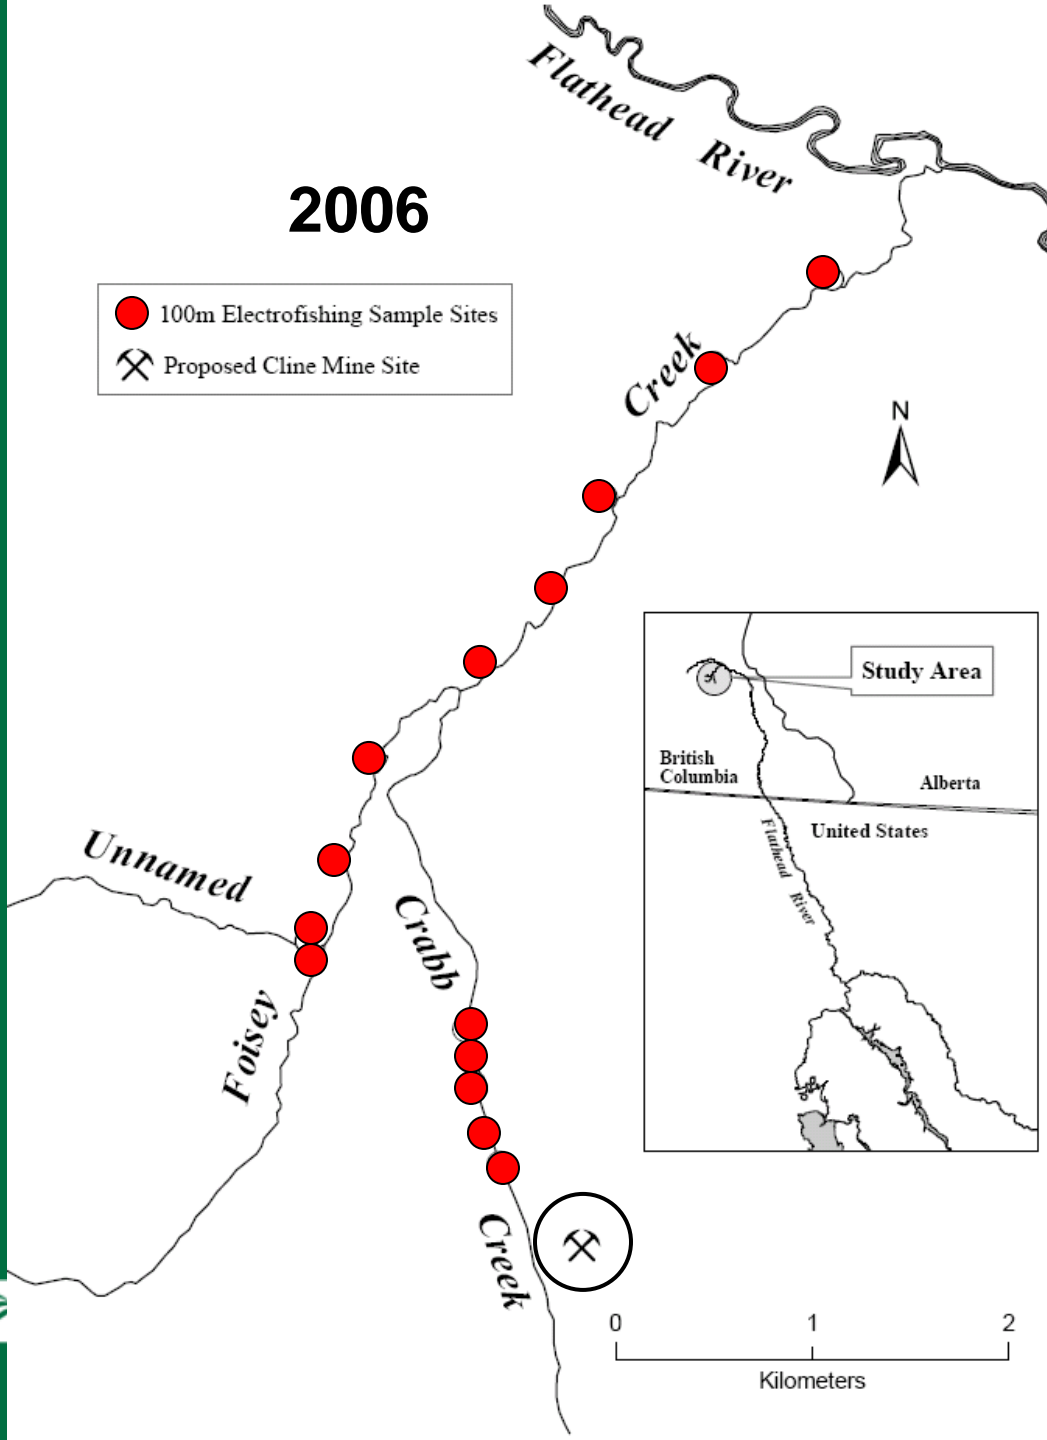 Flathead River
2006
100m Electrofishing Sample Sites
Proposed Cline Mine Site
Creek
N
Study Area
British
Columbia
Alberta
United States
Flathead River
Unnamed
Crabb
Foisey
Creek
0 1 2
Kilometers